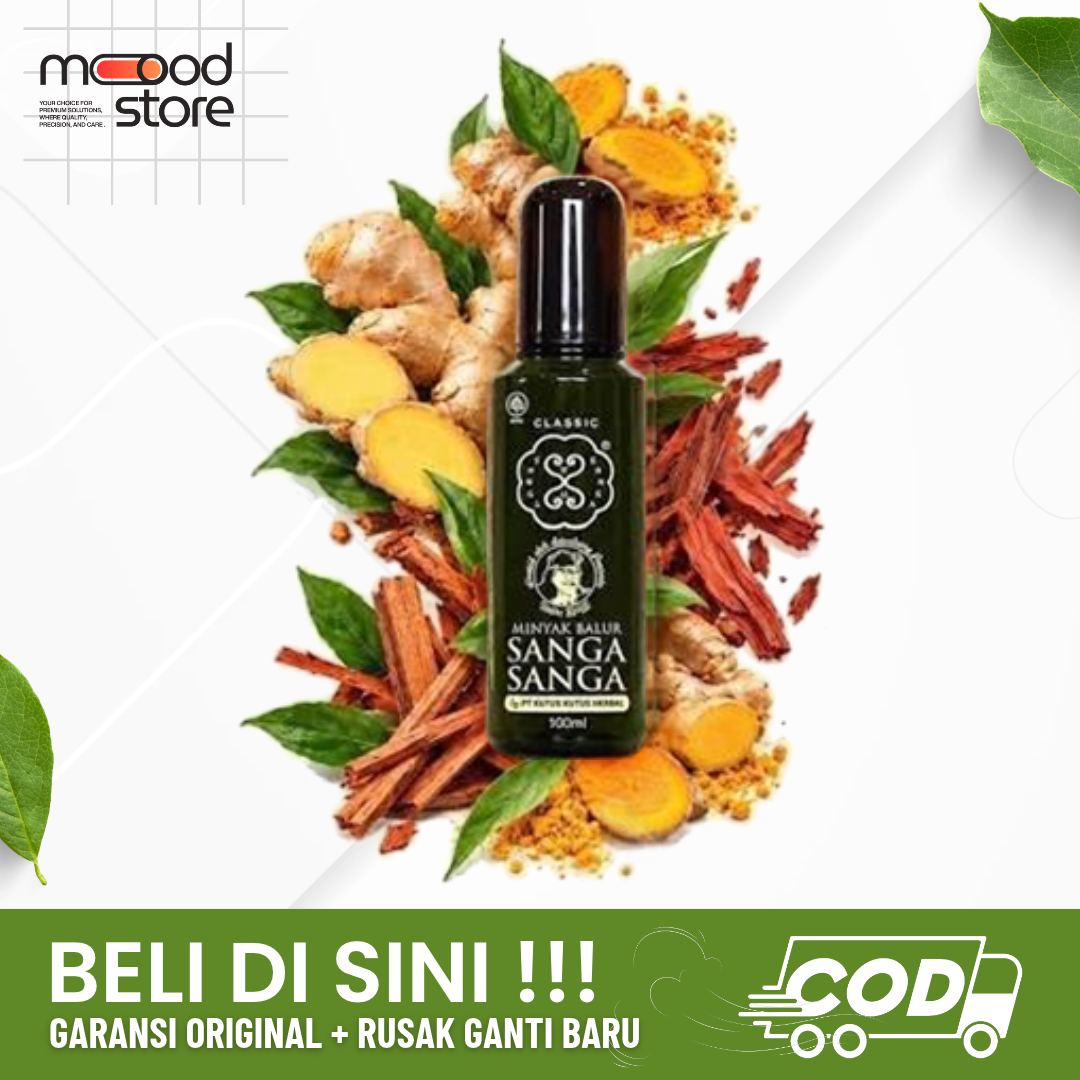 moood
store
YOUR CHOICE FOR
PREMIUM SOLUTIONS,
WHERE QUALITY,
PRECISION, AND CARE.
CLASSIC
MINYAK BALUR
SANGA
SANGA
PT KUTUS KUTUS HERBAL
100ml
BELI DI SINI !!!
GARANSI ORIGINAL + RUSAK GANTI BARU
COD